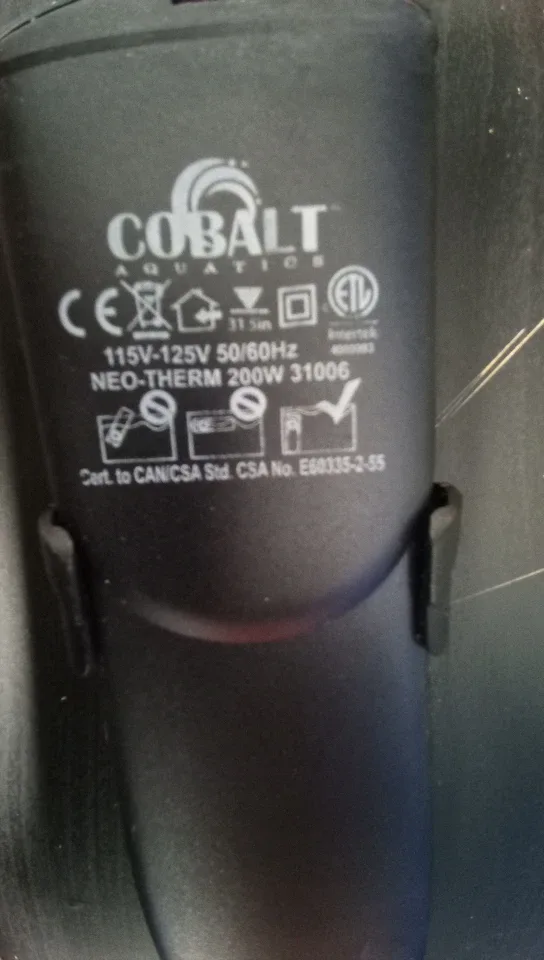 COBALT
AQUATICS
CE 31.5in ETL
Intertek
115V-125V 50/60Hz
NEO-THERM 200W 31006
Cert. to CAN/CSA Std. CSA No. E60335-2-55